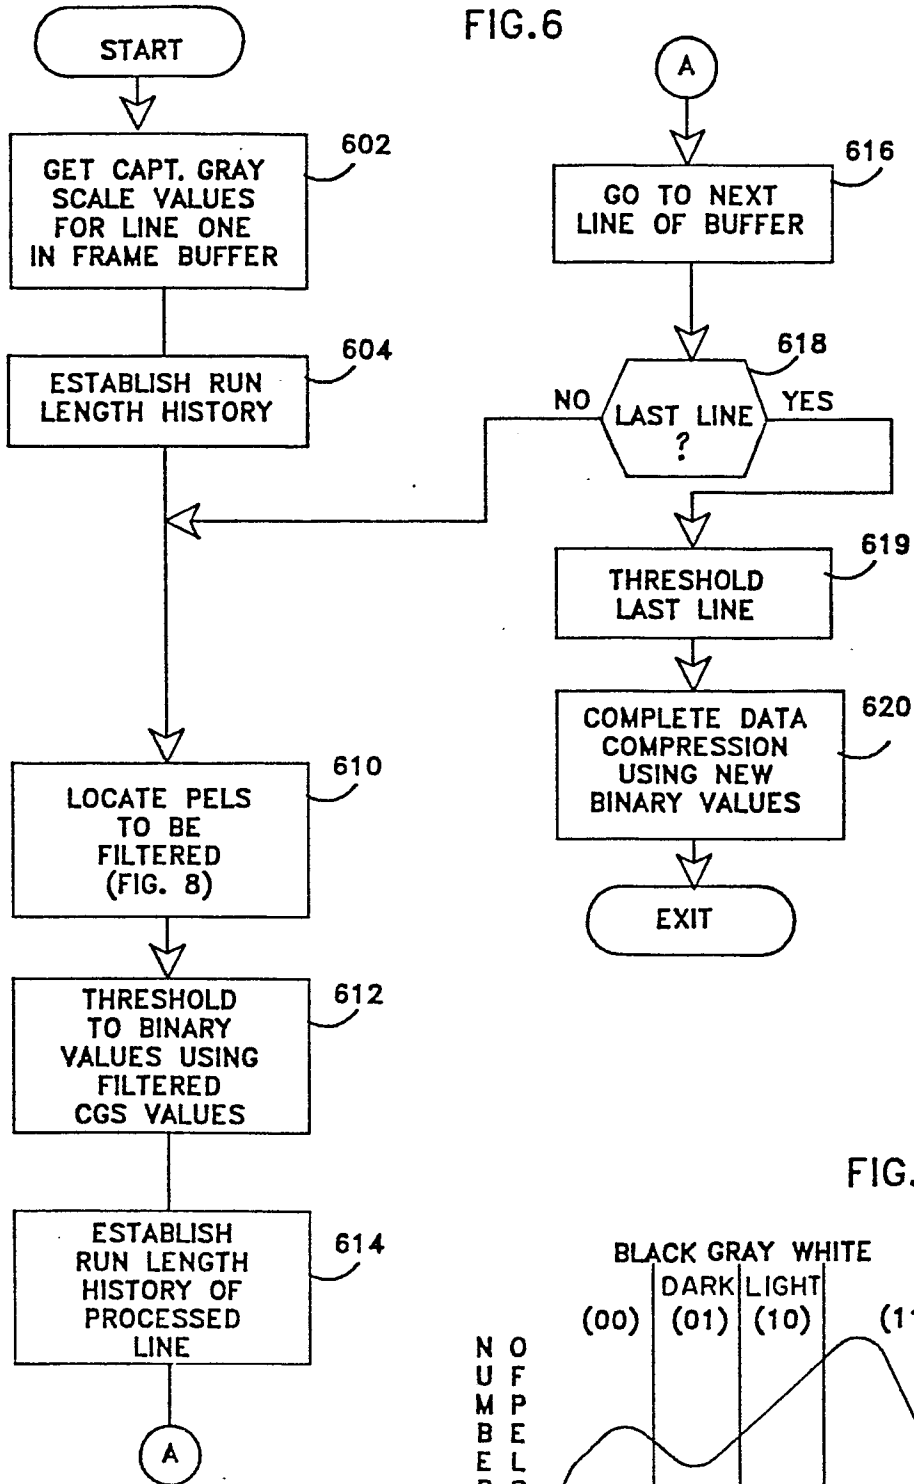 FIG.6
START
602
GET CAPT. GRAY
SCALE VALUES
FOR LINE ONE
IN FRAME BUFFER
604
ESTABLISH RUN
LENGTH HISTORY
610
LOCATE PELS
TO BE
FILTERED
(FIG. 8)
612
THRESHOLD
TO BINARY
VALUES USING
FILTERED
CGS VALUES
614
ESTABLISH
RUN LENGTH
HISTORY OF
PROCESSED
LINE
A
A
616
GO TO NEXT
LINE OF BUFFER
618
NO
LAST LINE
?
YES
619
THRESHOLD
LAST LINE
620
COMPLETE DATA
COMPRESSION
USING NEW
BINARY VALUES
EXIT
FIG.
BLACK GRAY WHITE
DARK LIGHT
(00) (01) (10) (11
NUMBE
OFPEL